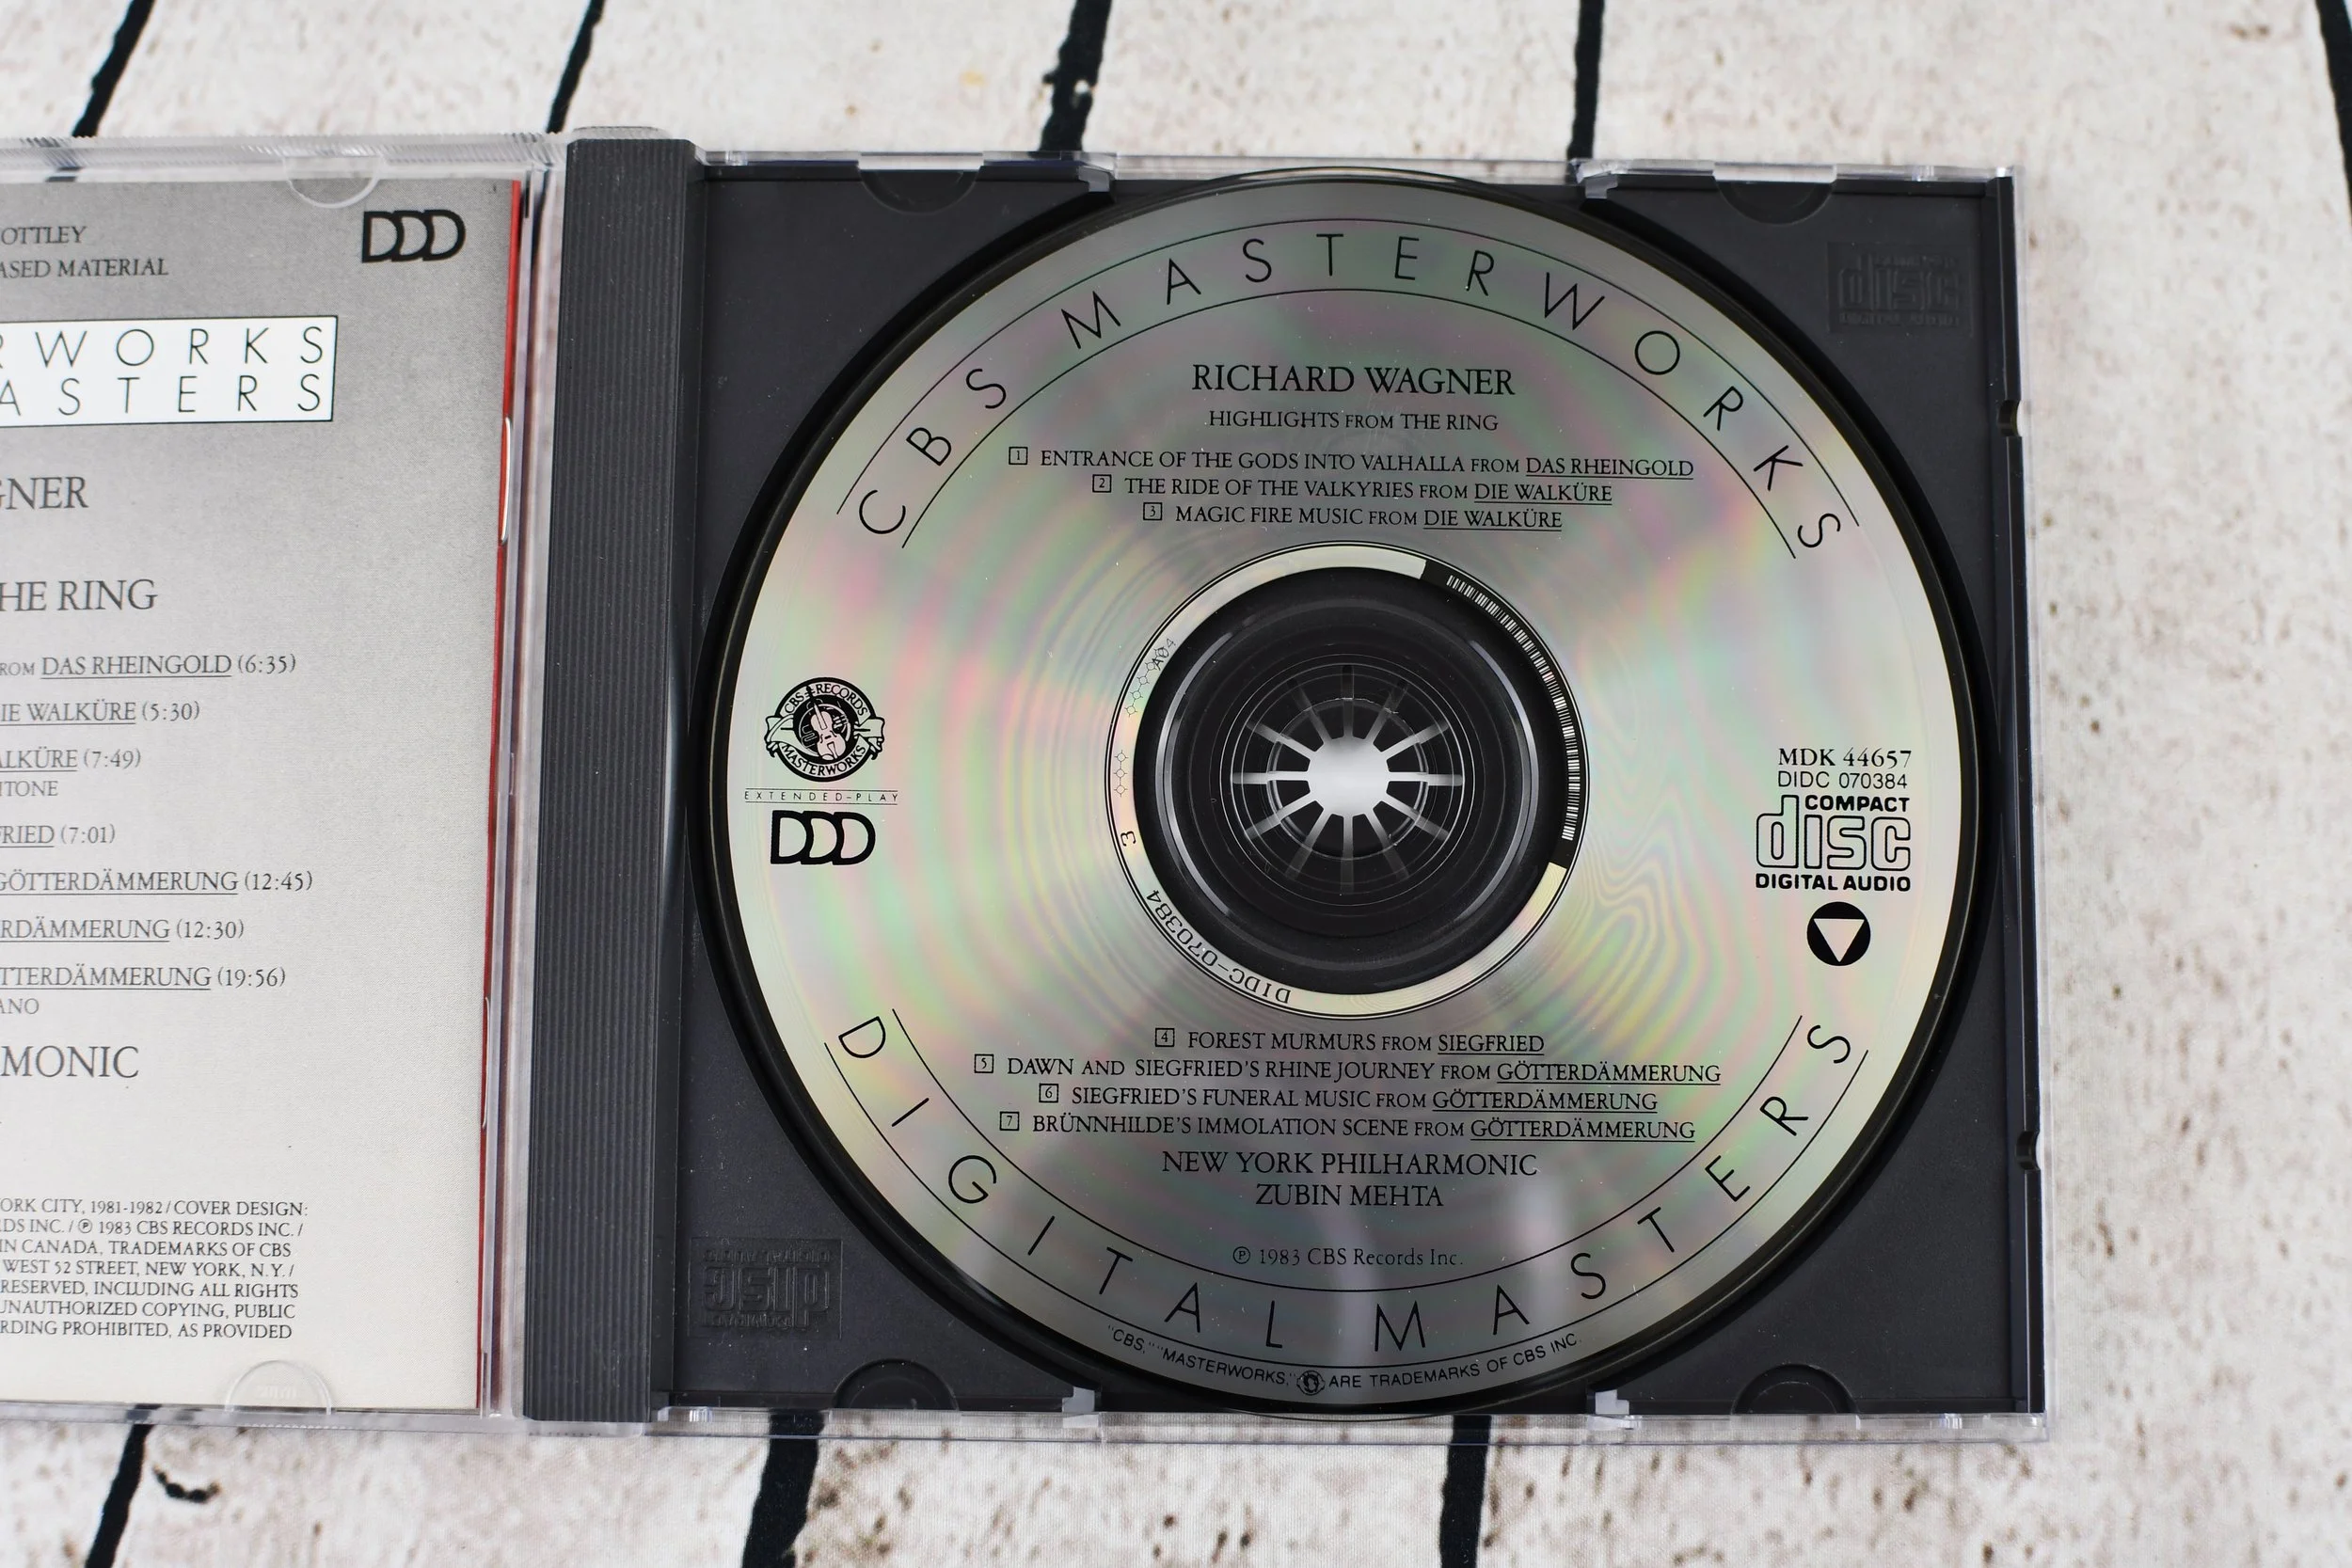 OTTLEY
ASED MATERIAL
DDD
RWORKS
ASTERS
GNER
HE RING
ROM DAS RHEINGOLD (6:35)
IE WALKÜRE (5:30)
ALKÜRE (7:49)
ITONE
FRIED (7:01)
GÖTTERDÄMMERUNG (12:45)
RDÄMMERUNG (12:30)
TTERDÄMMERUNG (19:56)
ANO
MONIC
ORK CITY, 1981-1982 / COVER DESIGN:
DS INC. / ℗ 1983 CBS RECORDS INC. /
IN CANADA, TRADEMARKS OF CBS
WEST 52 STREET, NEW YORK, N.Y. /
RESERVED, INCLUDING ALL RIGHTS
UNAUTHORIZED COPYING, PUBLIC
RDING PROHIBITED, AS PROVIDED
CBS MASTERWORKS
RICHARD WAGNER
HIGHLIGHTS FROM THE RING
1 ENTRANCE OF THE GODS INTO VALHALLA FROM DAS RHEINGOLD
2 THE RIDE OF THE VALKYRIES FROM DIE WALKÜRE
3 MAGIC FIRE MUSIC FROM DIE WALKÜRE
CBS RECORDS
MASTERWORKS
EXTENDED-PLAY
DDD
A04
3
DIDC-070384
MDK 44657
DIDC 070384
COMPACT
disc
DIGITAL AUDIO
4 FOREST MURMURS FROM SIEGFRIED
5 DAWN AND SIEGFRIED'S RHINE JOURNEY FROM GÖTTERDÄMMERUNG
6 SIEGFRIED'S FUNERAL MUSIC FROM GÖTTERDÄMMERUNG
7 BRÜNNHILDE'S IMMOLATION SCENE FROM GÖTTERDÄMMERUNG
NEW YORK PHILHARMONIC
ZUBIN MEHTA
℗ 1983 CBS Records Inc.
DIGITAL MASTERS
"CBS," "MASTERWORKS," ARE TRADEMARKS OF CBS INC.
disc
disc